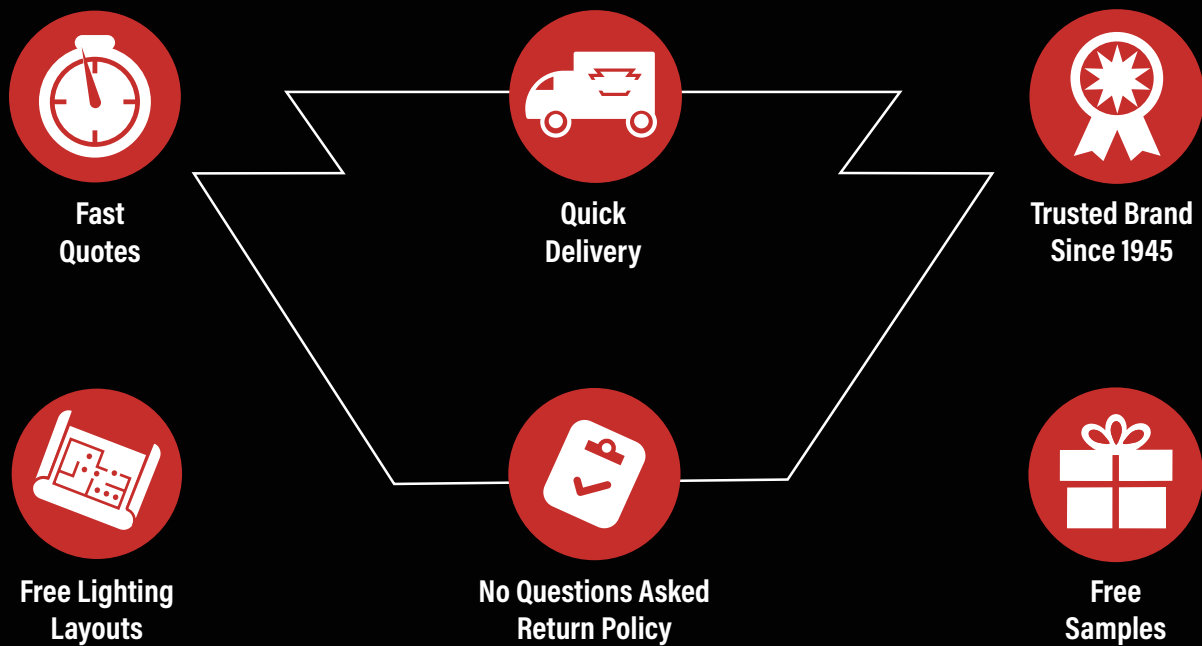 Fast
Quotes
Quick
Delivery
Trusted Brand
Since 1945
Free Lighting
Layouts
No Questions Asked
Return Policy
Free
Samples